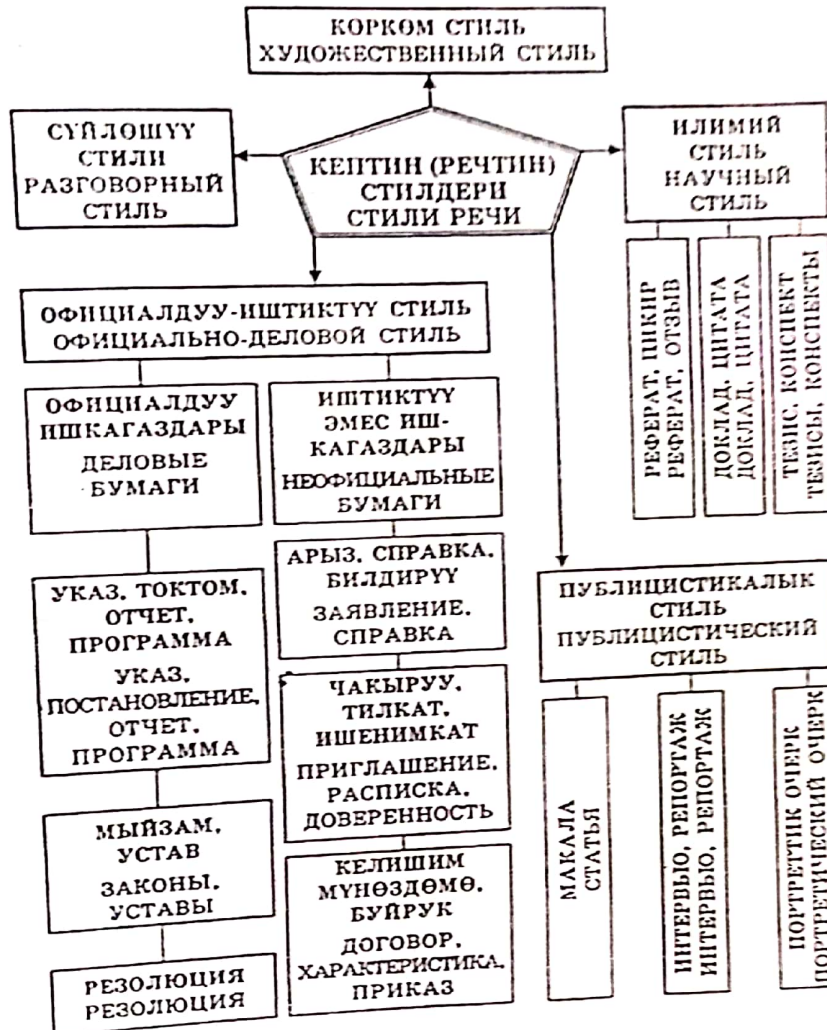 КОРКОМ СТИЛЬ
ХУДОЖЕСТВЕННЫЙ СТИЛЬ
СҮЙЛОШҮҮ
СТИЛИ
РАЗГОВОРНЫЙ
СТИЛЬ
КЕПТИН (РЕЧТИН)
СТИЛДЕРИ
СТИЛИ РЕЧИ
ИЛИМИЙ
СТИЛЬ
НАУЧНЫЙ
СТИЛЬ
РЕФЕРАТ, ПИКИР
РЕФЕРАТ, ОТЗЫВ
ДОКЛАД, ЦИТАТА
ДОКЛАД, ЦИТАТА
ТЕЗИС, КОНСПЕКТ
ТЕЗИСЫ, КОНСПЕКТЫ
ОФИЦИАЛДУУ-ИШТИКТҮҮ СТИЛЬ
ОФИЦИАЛЬНО-ДЕЛОВОЙ СТИЛЬ
ОФИЦИАЛДУУ
ИШКАГАЗДАРЫ
ДЕЛОВЫЕ
БУМАГИ
УКАЗ, ТОКТОМ,
ОТЧЕТ,
ПРОГРАММА
УКАЗ,
ПОСТАНОВЛЕНИЕ,
ОТЧЕТ,
ПРОГРАММА
МЫЙЗАМ,
УСТАВ
ЗАКОНЫ,
УСТАВЫ
РЕЗОЛЮЦИЯ
РЕЗОЛЮЦИЯ
ИШТИКТҮҮ
ЭМЕС ИШ-
КАГАЗДАРЫ
НЕОФИЦИАЛЬНЫЕ
БУМАГИ
АРЫЗ, СПРАВКА,
БИЛДИРҮҮ
ЗАЯВЛЕНИЕ,
СПРАВКА
ЧАКЫРУУ,
ТИЛКАТ,
ИШЕНИМКАТ
ПРИГЛАШЕНИЕ,
РАСПИСКА,
ДОВЕРЕННОСТЬ
КЕЛИШИМ
МҮНӨЗДӨМӨ,
БУЙРУК
ДОГОВОР,
ХАРАКТЕРИСТИКА,
ПРИКАЗ
ПУБЛИЦИСТИКАЛЫК
СТИЛЬ
ПУБЛИЦИСТИЧЕСКИЙ
СТИЛЬ
МАКАЛА
СТАТЬЯ
ИНТЕРВЬЮ, РЕПОРТАЖ
ИНТЕРВЬЮ, РЕПОРТАЖ
ПОРТРЕТТИК ОЧЕРК
ПОРТРЕТИЧЕСКИЙ ОЧЕРК